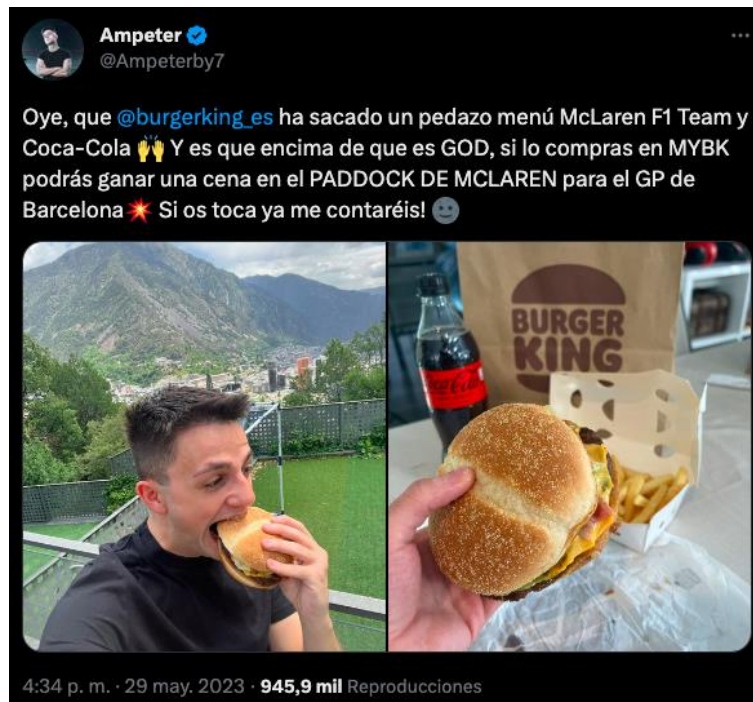 Ampeter
@Ampeterby7
Oye, que @burgerking_es ha sacado un pedazo menú McLaren F1 Team y
Coca-Cola 🙌 Y es que encima de que es GOD, si lo compras en MYBK
podrás ganar una cena en el PADDOCK DE MCLAREN para el GP de
Barcelona💥 Si os toca ya me contaréis! 🌚
BURGER
KING
Coca-Cola
4:34 p. m. · 29 may. 2023 · 945,9 mil Reproducciones